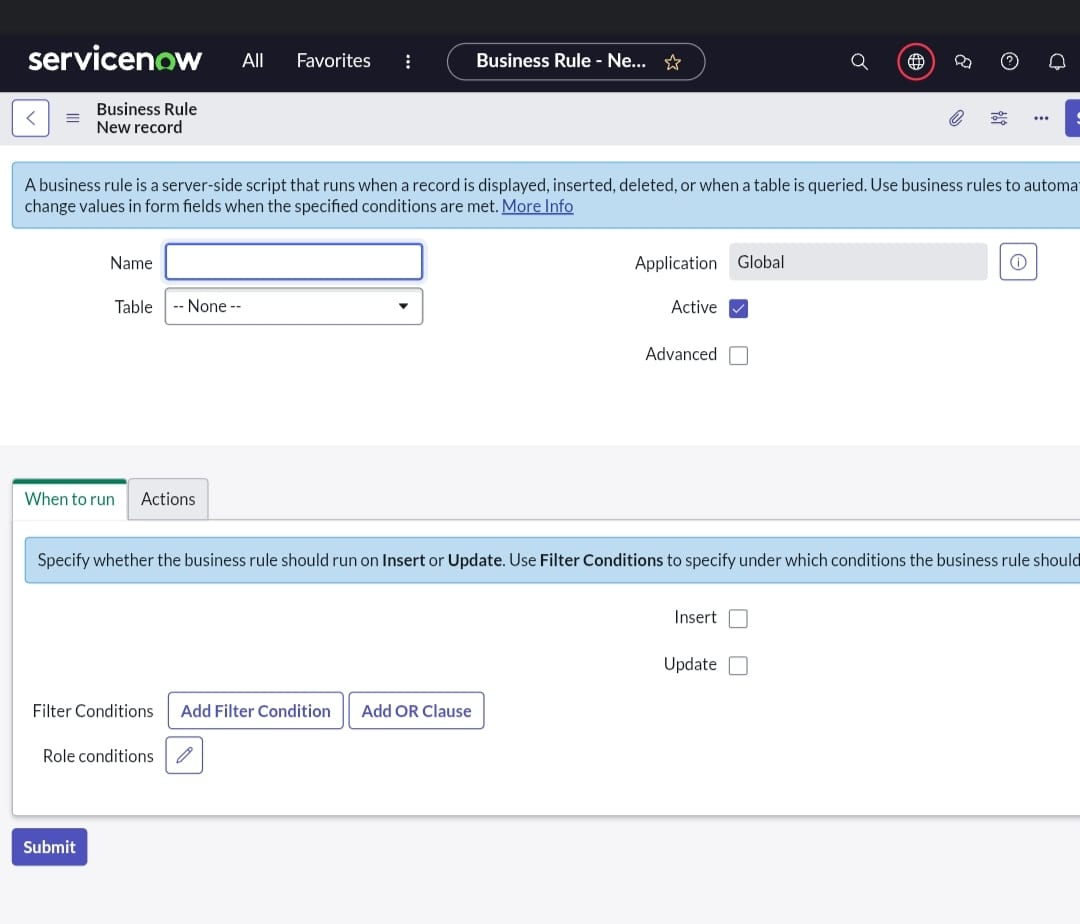 servicenow All Favorites Business Rule - Ne...
Business Rule
New record
A business rule is a server-side script that runs when a record is displayed, inserted, deleted, or when a table is queried. Use business rules to
change values in form fields when the specified conditions are met. More Info
Name
Application Global
Table -- None --
Active
Advanced
When to run Actions
Specify whether the business rule should run on Insert or Update. Use Filter Conditions to specify under which conditions the business rule should
Insert
Update
Filter Conditions Add Filter Condition Add OR Clause
Role conditions
Submit